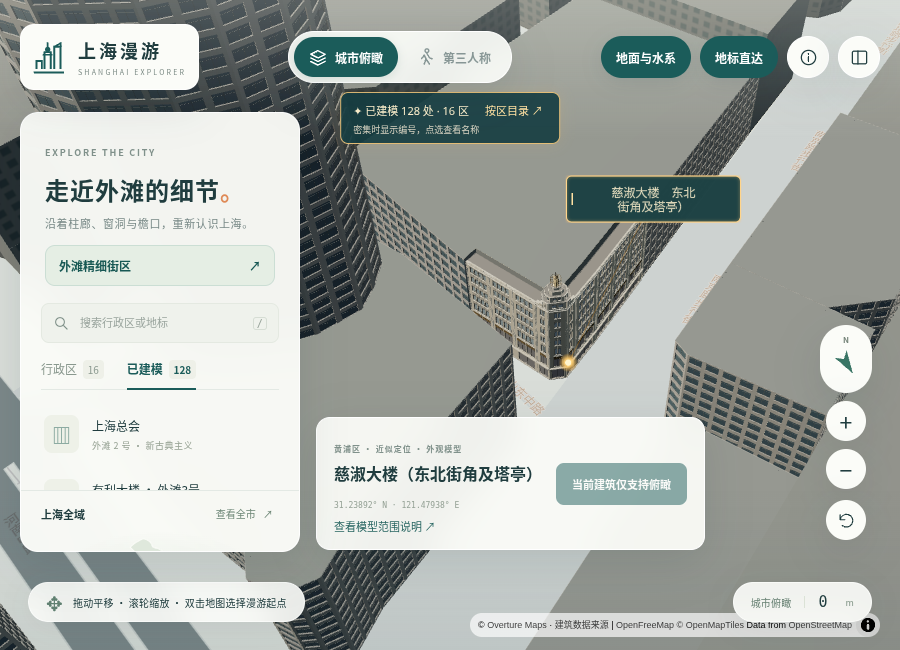 上海漫游
SHANGHAI EXPLORER
城市俯瞰
第三人称
地面与水系
地标直达
✦ 已建模 128 处 · 16 区 按区目录 ↗
密集时显示编号，点选查看名称
EXPLORE THE CITY
走近外滩的细节。
沿着柱廊、窗洞与檐口，重新认识上海。
外滩精细街区 ↗
搜索行政区或地标 /
行政区 16
已建模 128
上海总会
外滩 2 号 · 新古典主义
有利大楼 · 外滩3号
上海全域
查看全市 ↗
慈淑大楼 东北
街角及塔亭）
N
+
−
黄浦区 · 近似定位 · 外观模型
慈淑大楼（东北街角及塔亭）
31.23892° N · 121.47938° E
查看模型范围说明 ↗
当前建筑仅支持俯瞰
拖动平移 · 滚轮缩放 · 双击地图选择漫游起点
城市俯瞰 0 m
© Overture Maps · 建筑数据来源 | OpenFreeMap © OpenMapTiles Data from OpenStreetMap